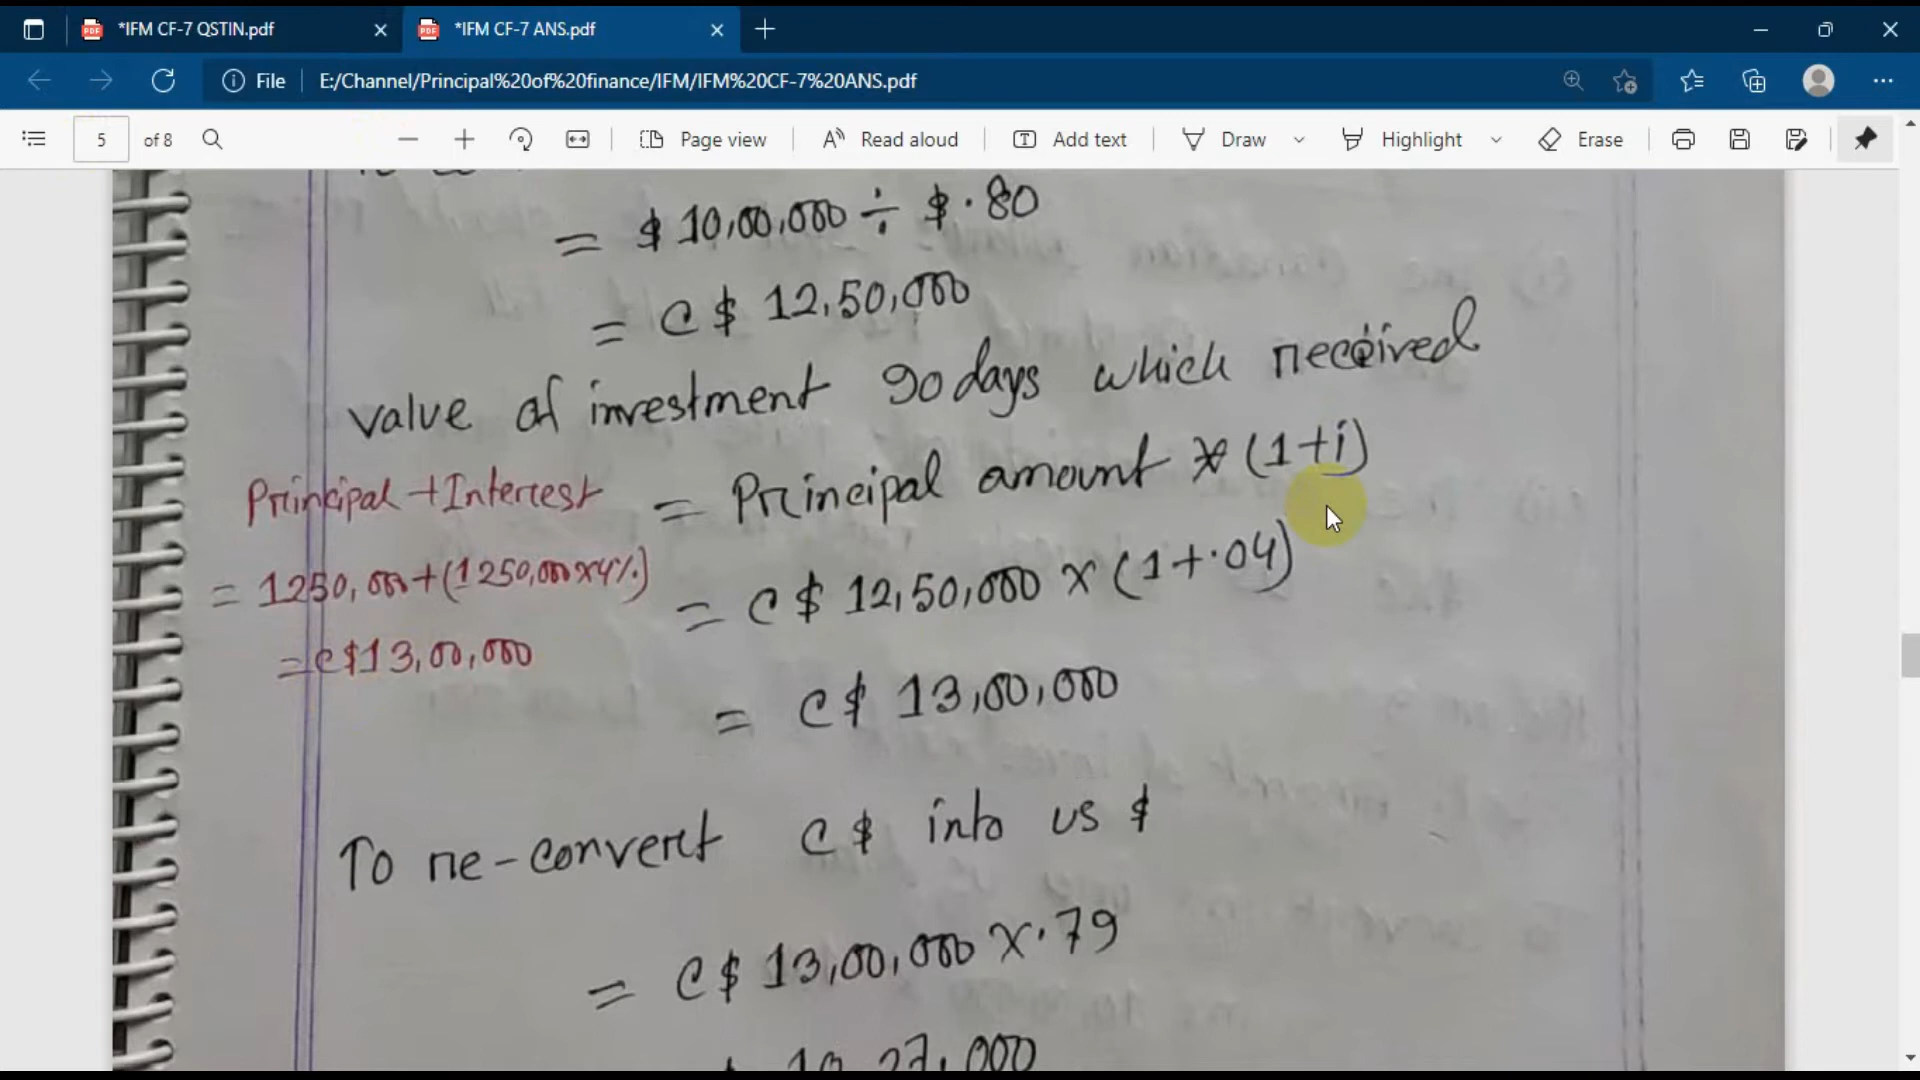 *IFM CF-7 QSTIN.pdf
*IFM CF-7 ANS.pdf
File
E:/Channel/Principal%20of%20finance/IFM/IFM%20CF-7%20ANS.pdf
5 of 8
Page view
Read aloud
Add text
Draw
Highlight
Erase
= $ 10,00,000 ÷ $ .80
= C$ 12,50,000
value of investment 90 days which received
= Principal amount * (1+i)
Principal + Interest
= 1250,000+(1250,000x4%)
= C$ 12,50,000 x (1+.04)
= C$13,00,000
= C$ 13,00,000
To re-convert C$ into us $
= C$ 13,00,000 x .79
10,27,000